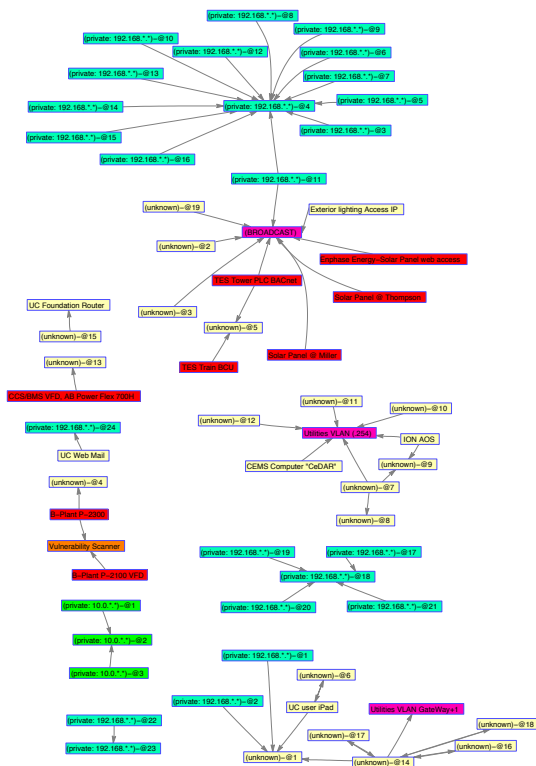 (private: 192.168.*.*)−@8
(private: 192.168.*.*)−@9
(private: 192.168.*.*)−@10
(private: 192.168.*.*)−@12
(private: 192.168.*.*)−@6
(private: 192.168.*.*)−@13
(private: 192.168.*.*)−@7
(private: 192.168.*.*)−@5
(private: 192.168.*.*)−@14
(private: 192.168.*.*)−@4
(private: 192.168.*.*)−@3
(private: 192.168.*.*)−@15
(private: 192.168.*.*)−@16
(private: 192.168.*.*)−@11
(unknown)−@19
Exterior lighting Access IP
(BROADCAST)
(unknown)−@2
Enphase Energy−Solar Panel web access
TES Tower PLC BACnet
Solar Panel @ Thompson
UC Foundation Router
(unknown)−@3
(unknown)−@5
(unknown)−@15
Solar Panel @ Miller
(unknown)−@13
TES Train BCU
CCS/BMS VFD, AB Power Flex 700H
(unknown)−@11
(unknown)−@10
(unknown)−@12
(private: 192.168.*.*)−@24
Utilities VLAN (.254)
ION AOS
UC Web Mail
CEMS Computer "CeDAR"
(unknown)−@9
(unknown)−@4
(unknown)−@7
B−Plant P−2300
(unknown)−@8
Vulnerability Scanner
(private: 192.168.*.*)−@19
(private: 192.168.*.*)−@17
B−Plant P−2100 VFD
(private: 192.168.*.*)−@18
(private: 10.0.*.*)−@1
(private: 192.168.*.*)−@20
(private: 192.168.*.*)−@21
(private: 10.0.*.*)−@2
(private: 192.168.*.*)−@1
(private: 10.0.*.*)−@3
(unknown)−@6
(private: 192.168.*.*)−@2
UC user iPad
Utilities VLAN GateWay+1
(private: 192.168.*.*)−@22
(unknown)−@18
(unknown)−@17
(private: 192.168.*.*)−@23
(unknown)−@16
(unknown)−@1
(unknown)−@14